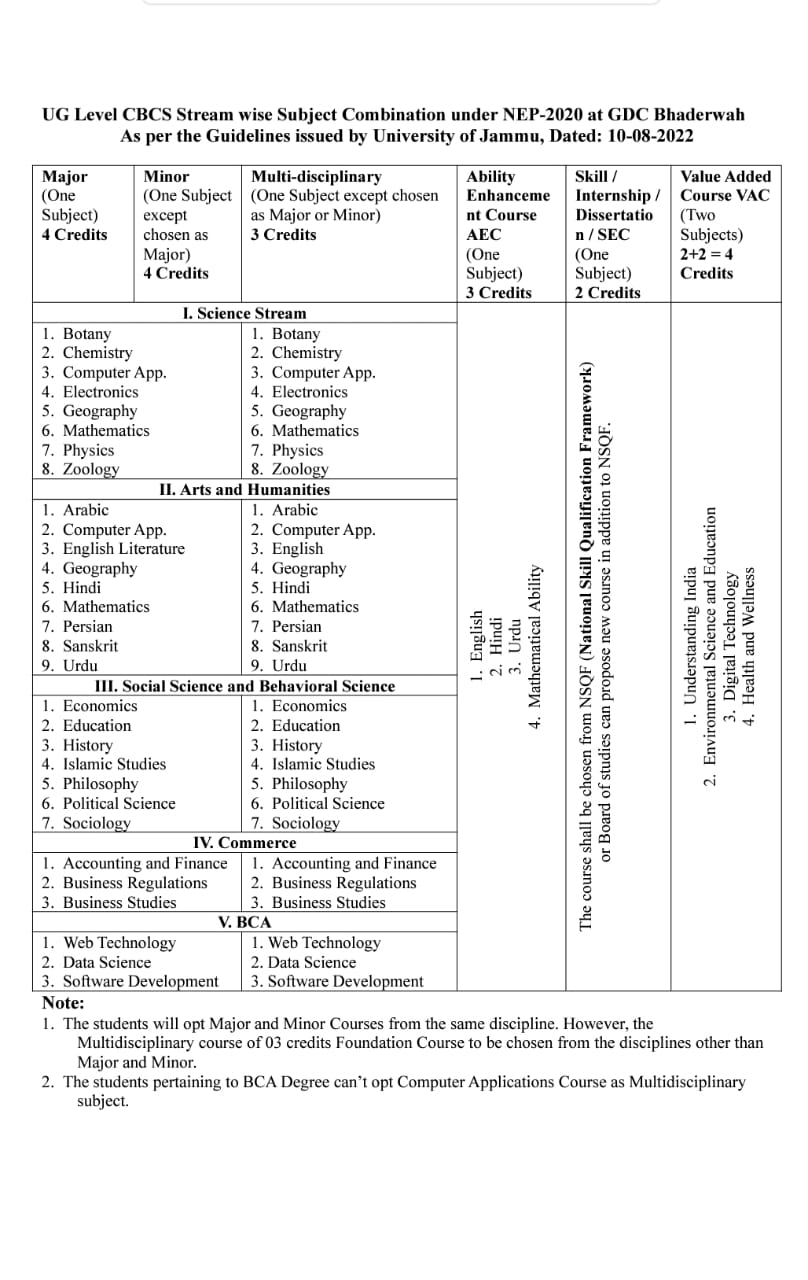 UG Level CBCS Stream wise Subject Combination under NEP-2020 at GDC Bhaderwah
As per the Guidelines issued by University of Jammu, Dated: 10-08-2022
Major
(One
Subject)
4 Credits
Minor
(One Subject
except
chosen as
Major)
4 Credits
Multi-disciplinary
(One Subject except chosen
as Major or Minor)
3 Credits
Ability
Enhanceme
nt Course
AEC
(One
Subject)
3 Credits
Skill /
Internship /
Dissertatio
n / SEC
(One
Subject)
2 Credits
Value Added
Course VAC
(Two
Subjects)
2+2 = 4
Credits
I. Science Stream
1. Botany
2. Chemistry
3. Computer App.
4. Electronics
5. Geography
6. Mathematics
7. Physics
8. Zoology
1. Botany
2. Chemistry
3. Computer App.
4. Electronics
5. Geography
6. Mathematics
7. Physics
8. Zoology
II. Arts and Humanities
1. Arabic
2. Computer App.
3. English Literature
4. Geography
5. Hindi
6. Mathematics
7. Persian
8. Sanskrit
9. Urdu
1. Arabic
2. Computer App.
3. English
4. Geography
5. Hindi
6. Mathematics
7. Persian
8. Sanskrit
9. Urdu
III. Social Science and Behavioral Science
1. Economics
2. Education
3. History
4. Islamic Studies
5. Philosophy
6. Political Science
7. Sociology
1. Economics
2. Education
3. History
4. Islamic Studies
5. Philosophy
6. Political Science
7. Sociology
IV. Commerce
1. Accounting and Finance
2. Business Regulations
3. Business Studies
1. Accounting and Finance
2. Business Regulations
3. Business Studies
V. BCA
1. Web Technology
2. Data Science
3. Software Development
1. Web Technology
2. Data Science
3. Software Development
1. English
2. Hindi
3. Urdu
4. Mathematical Ability
The course shall be chosen from NSQF (National Skill Qualification Framework)
or Board of studies can propose new course in addition to NSQF.
1. Understanding India
2. Environmental Science and Education
3. Digital Technology
4. Health and Wellness
Note:
1. The students will opt Major and Minor Courses from the same discipline. However, the
Multidisciplinary course of 03 credits Foundation Course to be chosen from the disciplines other than
Major and Minor.
2. The students pertaining to BCA Degree can't opt Computer Applications Course as Multidisciplinary
subject.